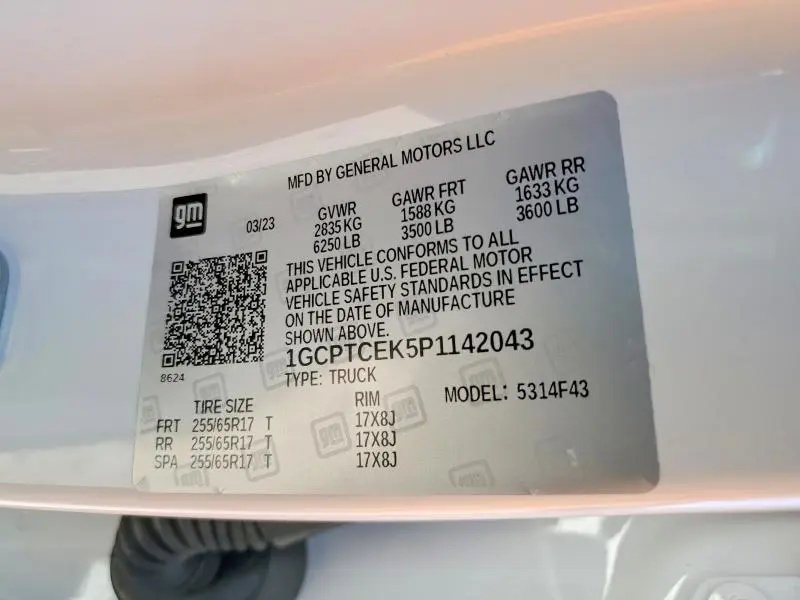 MFD BY GENERAL MOTORS LLC
gm
03/23
GVWR GAWR FRT GAWR RR
2835 KG 1588 KG 1633 KG
6250 LB 3500 LB 3600 LB
THIS VEHICLE CONFORMS TO ALL
APPLICABLE U.S. FEDERAL MOTOR
VEHICLE SAFETY STANDARDS IN EFFECT
ON THE DATE OF MANUFACTURE
SHOWN ABOVE.
1GCPTCEK5P1142043
8624
TYPE: TRUCK
MODEL: 5314F43
TIRE SIZE RIM
FRT 255/65R17 T 17X8J
RR 255/65R17 T 17X8J
SPA 255/65R17 T 17X8J